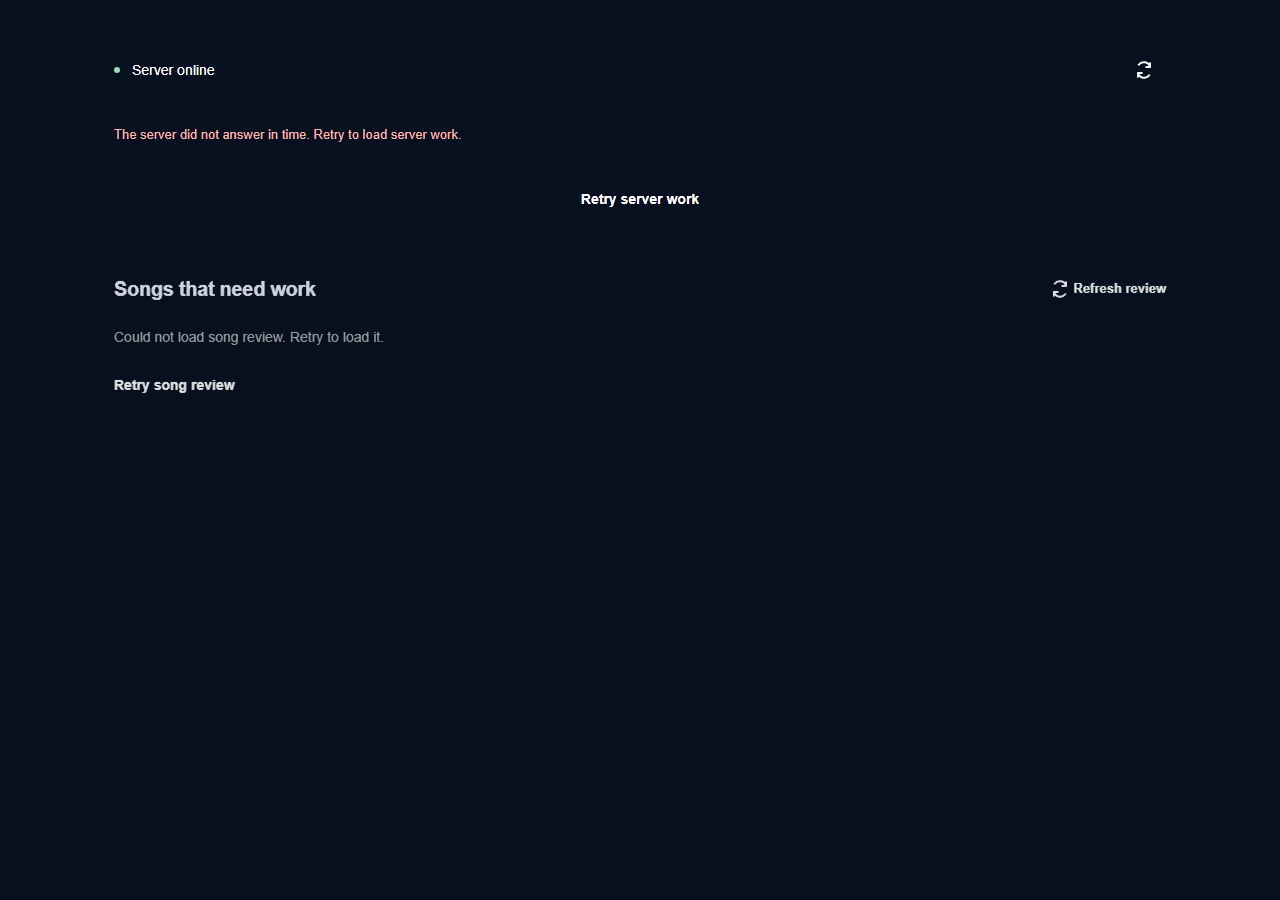 Server online
The server did not answer in time. Retry to load server work.
Retry server work
Songs that need work
Refresh review
Could not load song review. Retry to load it.
Retry song review